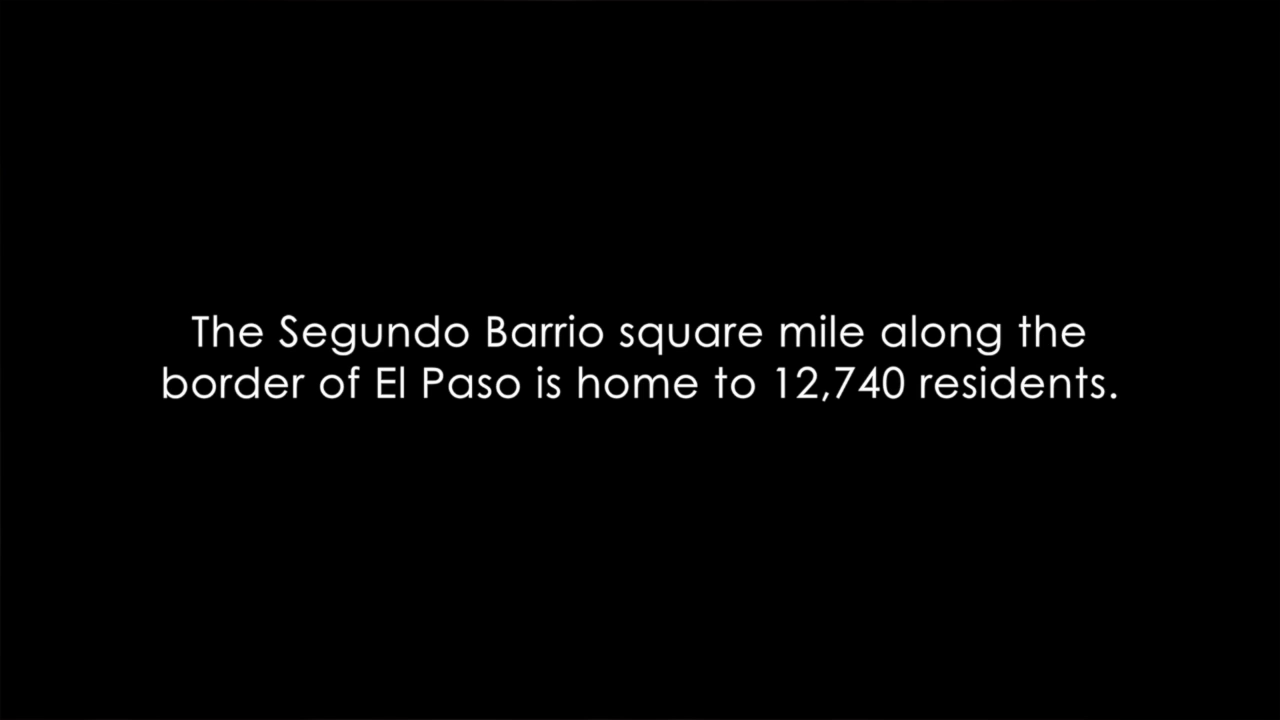 The Segundo Barrio square mile along the
border of El Paso is home to 12,740 residents.